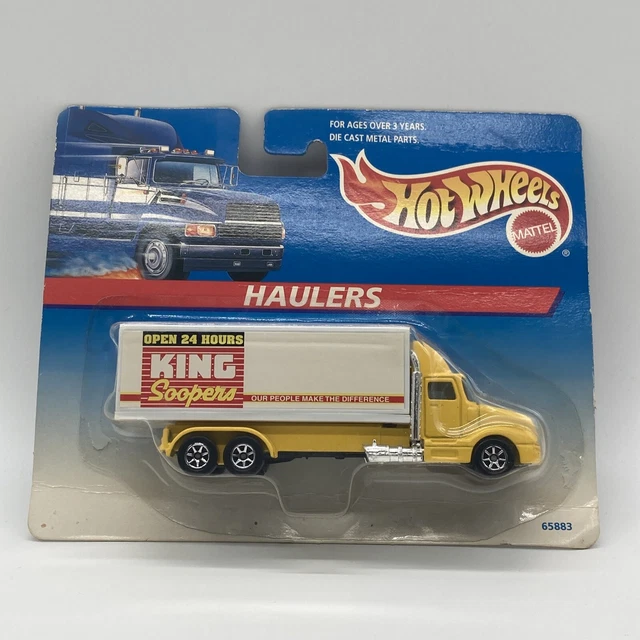 FOR AGES OVER 3 YEARS.
DIE CAST METAL PARTS.
HOT WHEELS
MATTEL
®
HAULERS
OPEN 24 HOURS
KING
Soopers
OUR PEOPLE MAKE THE DIFFERENCE
65883